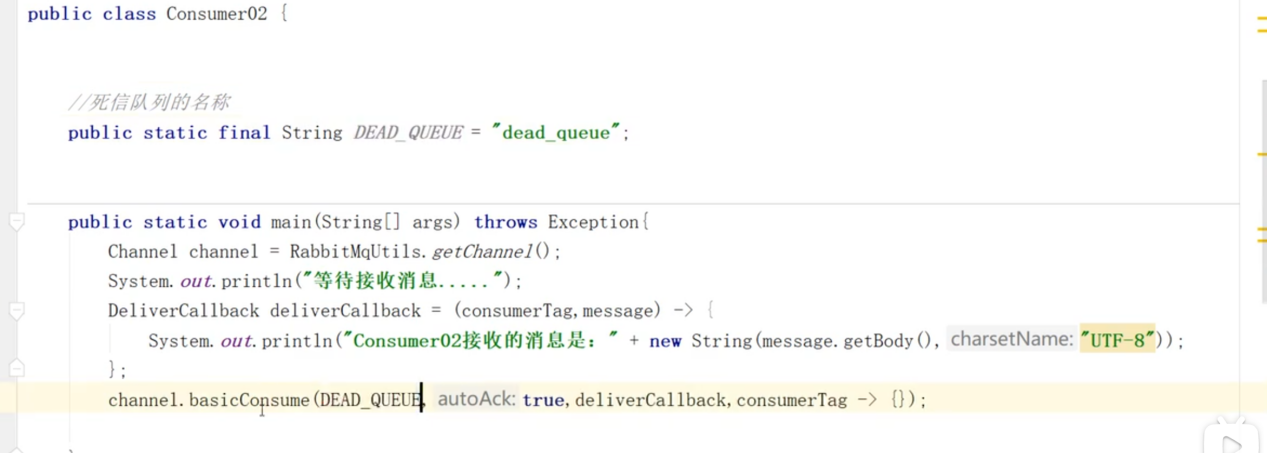 public class Consumer02 {
//死信队列的名称
public static final String DEAD_QUEUE = "dead_queue";
public static void main(String[] args) throws Exception{
Channel channel = RabbitMqUtils.getChannel();
System.out.println("等待接收消息.....");
DeliverCallback deliverCallback = (consumerTag,message) -> {
System.out.println("Consumer02接收的消息是：" + new String(message.getBody(), charsetName: "UTF-8"));
};
channel.basicConsume(DEAD_QUEUE, autoAck: true,deliverCallback,consumerTag -> {});